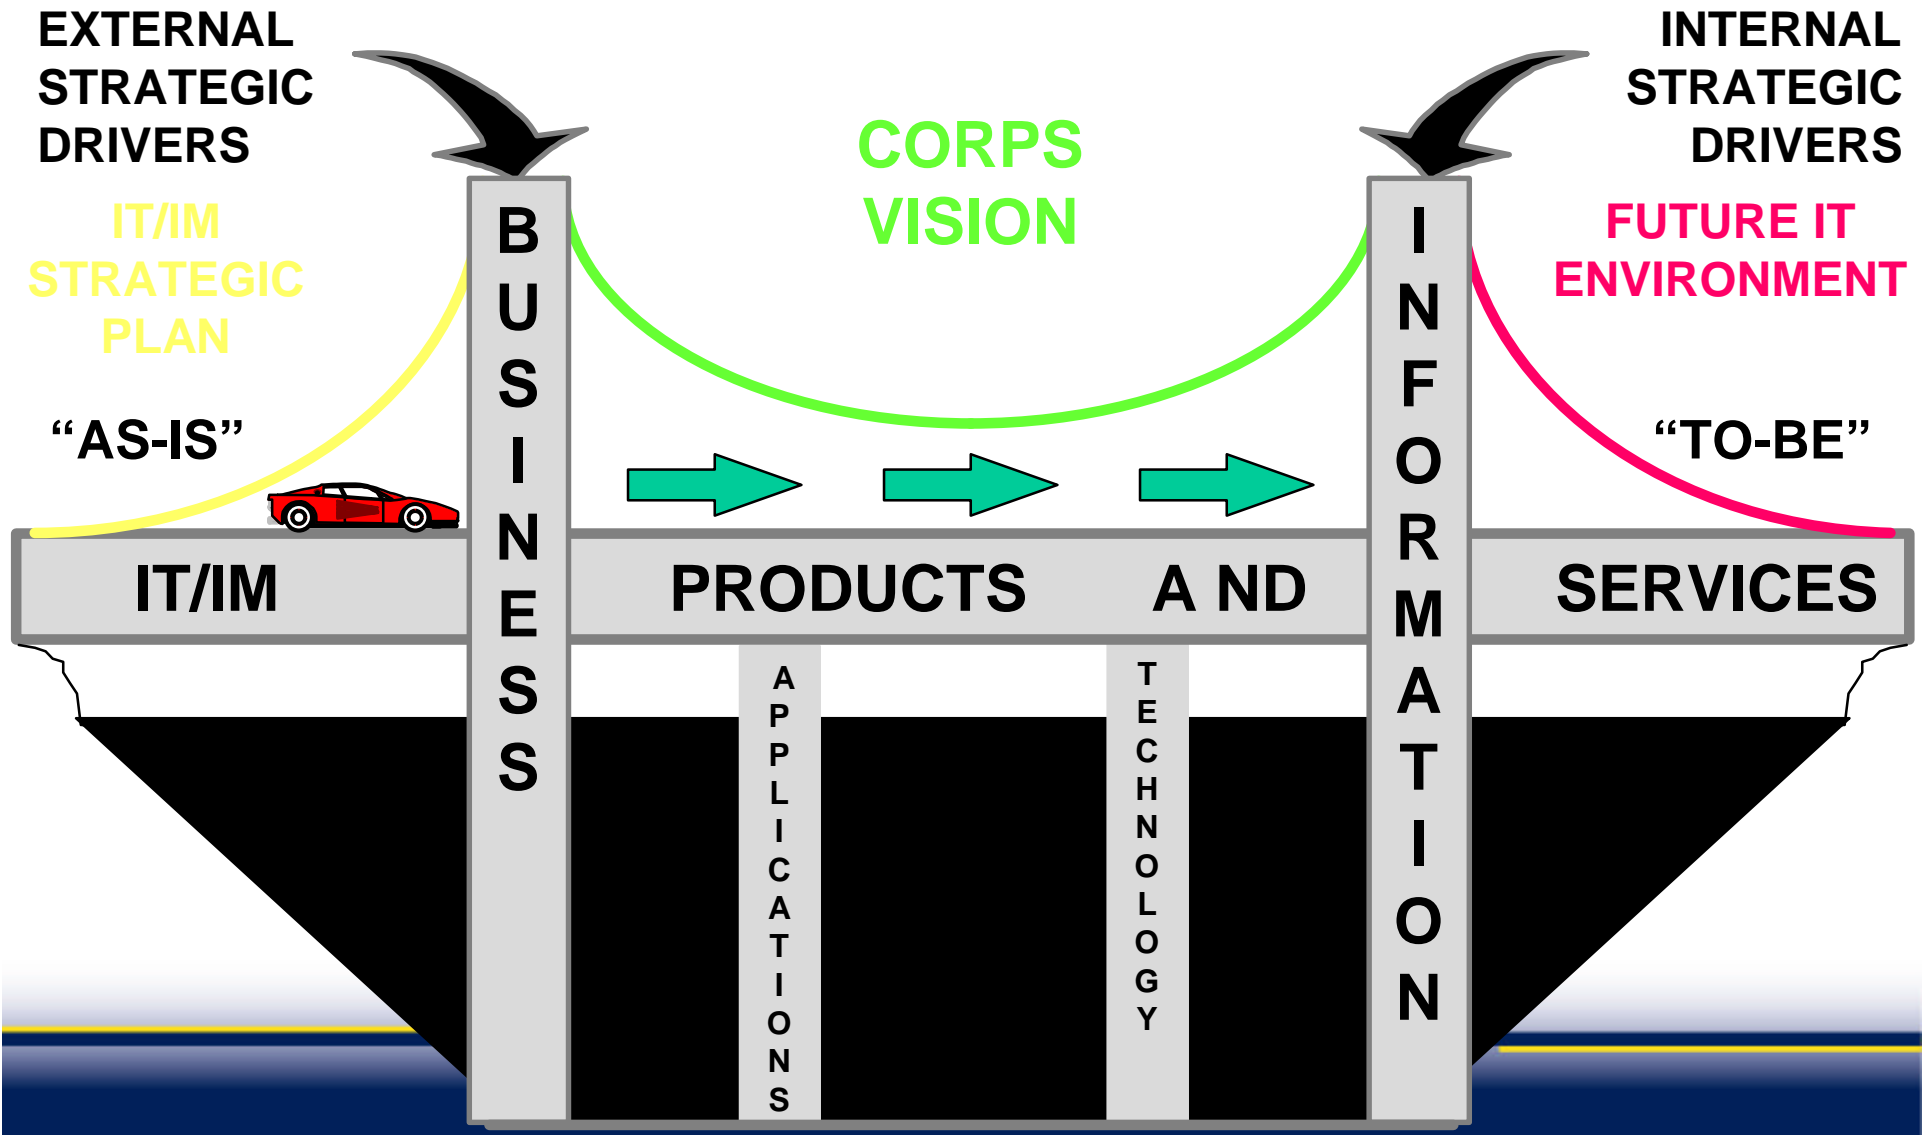 EXTERNAL
STRATEGIC
DRIVERS
INTERNAL
STRATEGIC
DRIVERS
CORPS
VISION
IT/IM
STRATEGIC
PLAN
FUTURE IT
ENVIRONMENT
“AS-IS”
“TO-BE”
BUSINESS
INFORMATION
IT/IM PRODUCTS A ND SERVICES
APPLICATIONS
TECHNOLOGY